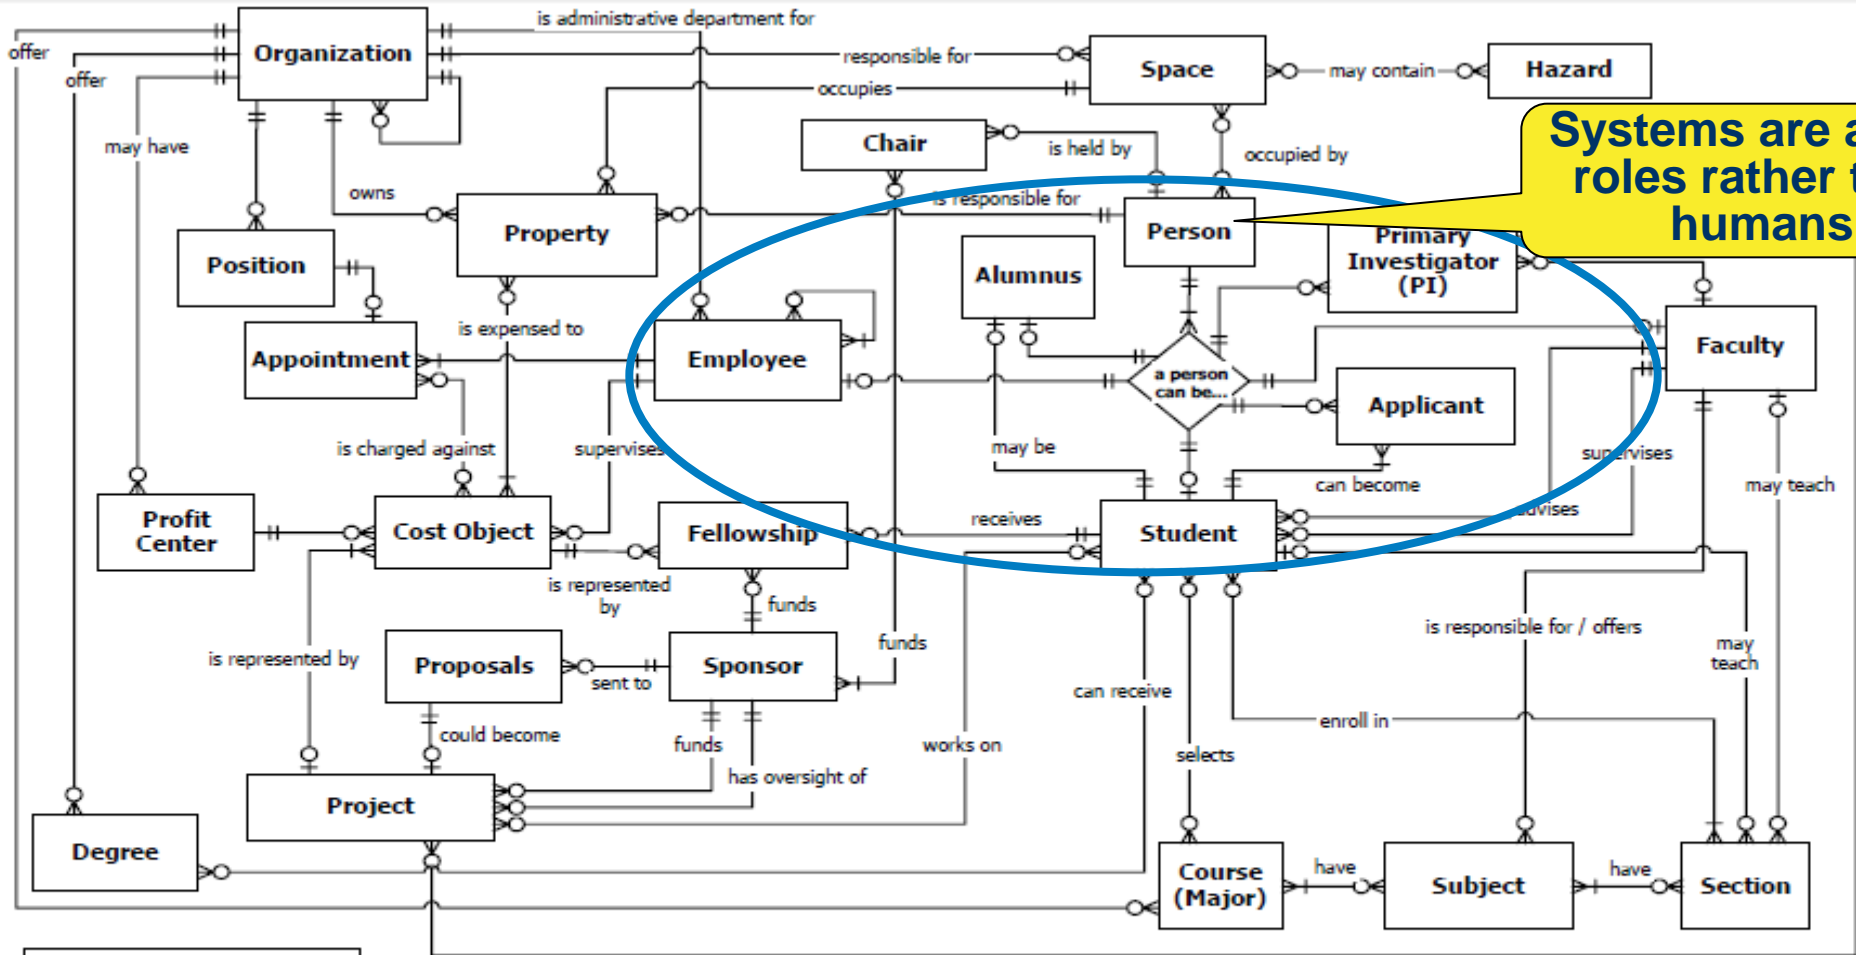 is administrative department for
offer
Organization
responsible for
offer
Space
may contain
Hazard
occupies
Systems are a
roles rather t
humans
may have
Chair
is held by
occupied by
owns
is responsible for
Property
Person
Primary
Investigator
(PI)
Position
Alumnus
is expensed to
Appointment
Employee
a person
can be...
Faculty
Applicant
is charged against
supervises
may be
supervises
can become
may teach
Profit
Center
Cost Object
Fellowship
receives
Student
advises
is represented
by
funds
is responsible for / offers
is represented by
Proposals
sent to
Sponsor
funds
may
teach
can receive
could become
funds
has oversight of
works on
selects
enroll in
Project
Degree
Course
(Major)
have
Subject
have
Section